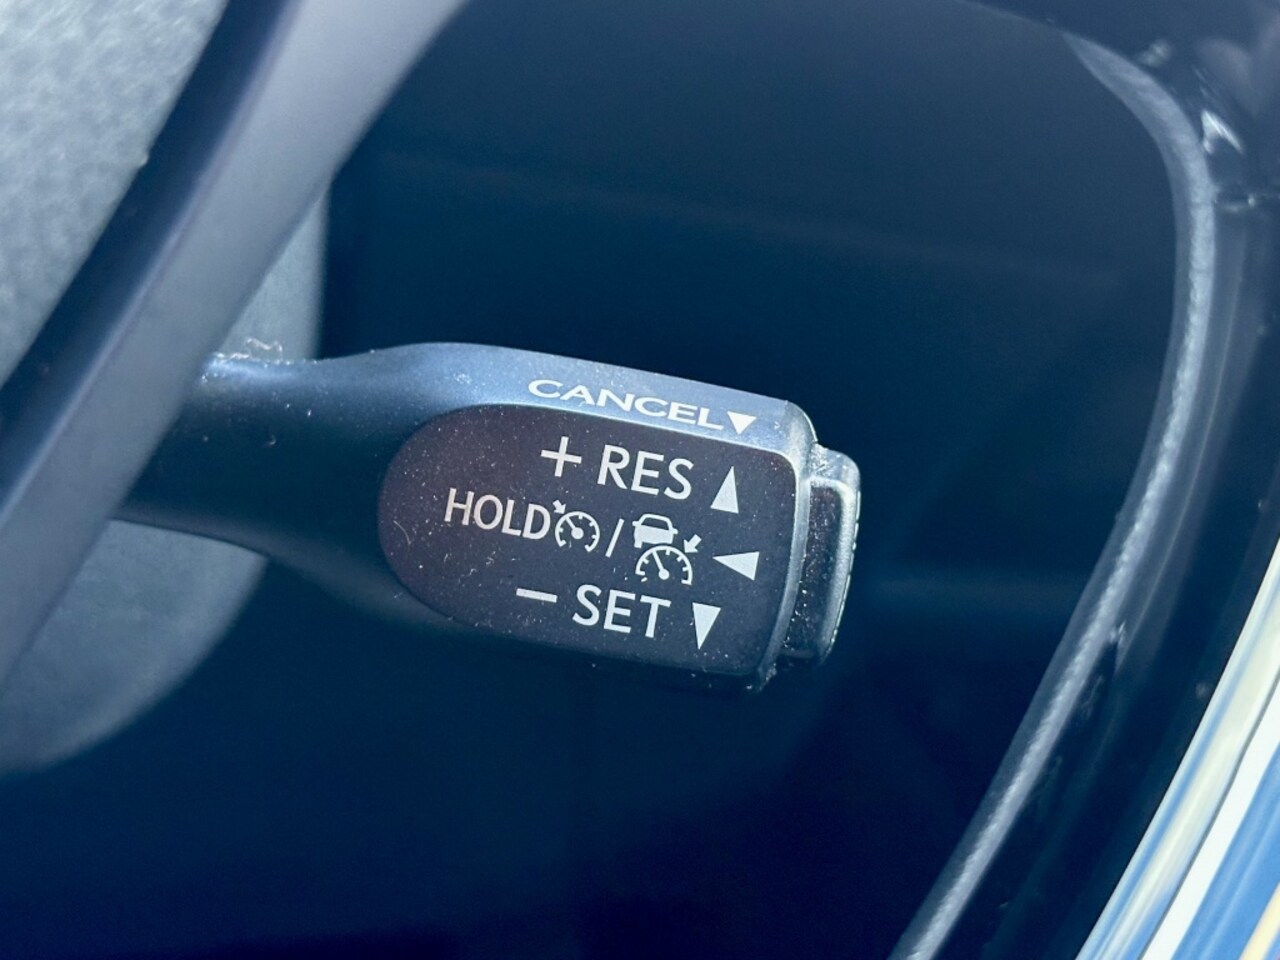 CANCEL▼
+ RES ▲
HOLD / ◀
− SET ▼